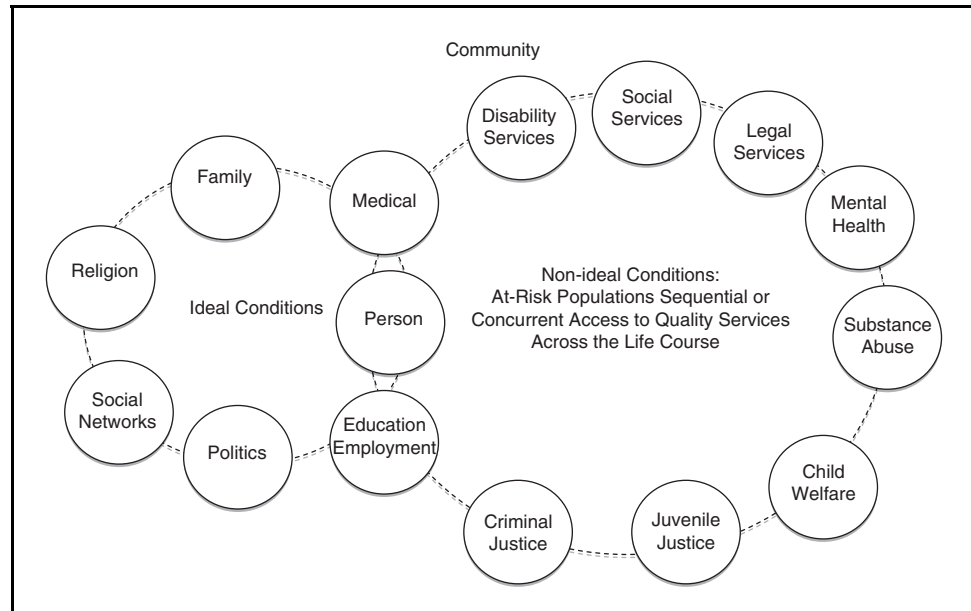 Community
Disability
Services
Social
Services
Legal
Services
Mental
Health
Substance
Abuse
Child
Welfare
Juvenile
Justice
Criminal
Justice
Family
Medical
Religion
Ideal Conditions
Person
Social
Networks
Politics
Education
Employment
Non-ideal Conditions:
At-Risk Populations Sequential or
Concurrent Access to Quality Services
Across the Life Course